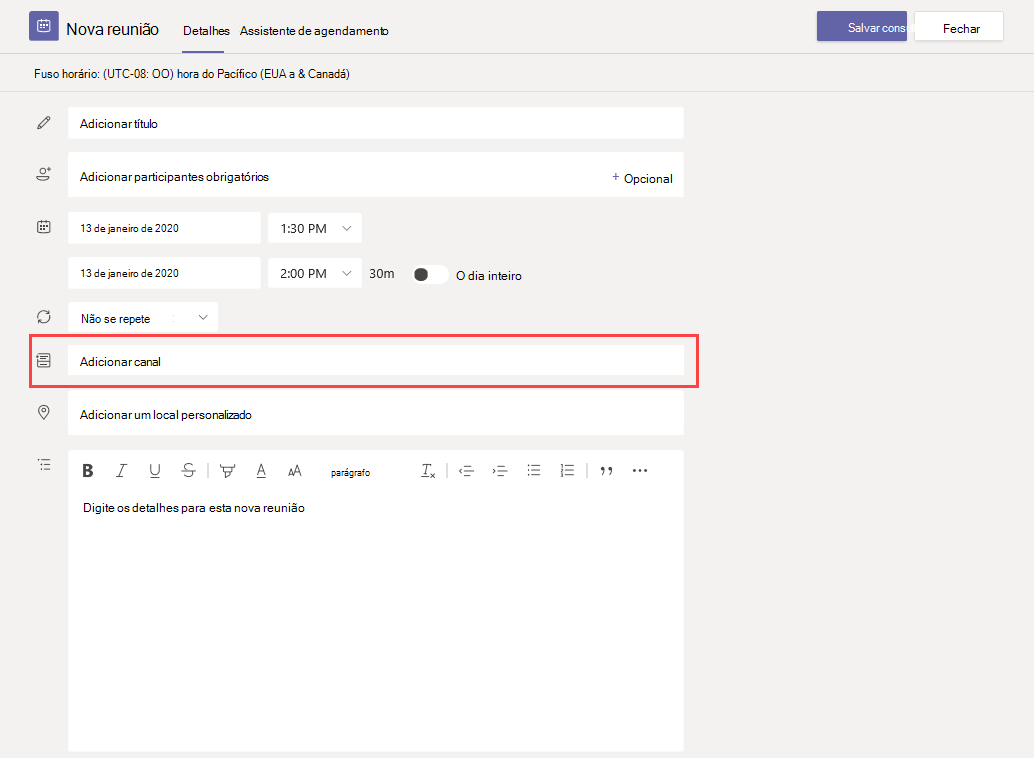 Nova reunião Detalhes Assistente de agendamento Salvar cons Fechar
Fuso horário: (UTC-08: OO) hora do Pacífico (EUA a & Canadá)
Adicionar título
Adicionar participantes obrigatórios + Opcional
13 de janeiro de 2020 1:30 PM
13 de janeiro de 2020 2:00 PM 30m O dia inteiro
Não se repete
Adicionar canal
Adicionar um local personalizado
B I U S A AA parágrafo Tx
Digite os detalhes para esta nova reunião